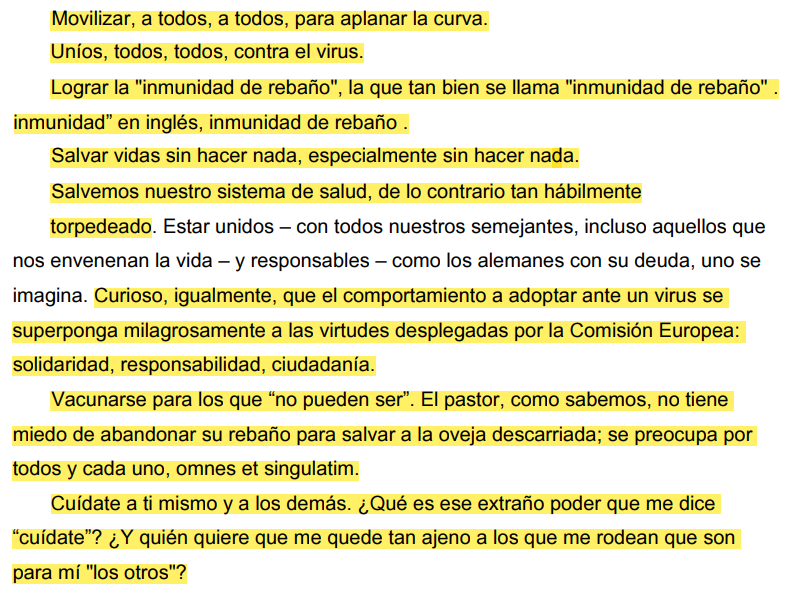 Movilizar, a todos, a todos, para aplanar la curva.
Uníos, todos, todos, contra el virus.
Lograr la "inmunidad de rebaño", la que tan bien se llama "inmunidad de rebaño" .
inmunidad” en inglés, inmunidad de rebaño .
Salvar vidas sin hacer nada, especialmente sin hacer nada.
Salvemos nuestro sistema de salud, de lo contrario tan hábilmente
torpedeado. Estar unidos – con todos nuestros semejantes, incluso aquellos que
nos envenenan la vida – y responsables – como los alemanes con su deuda, uno se
imagina. Curioso, igualmente, que el comportamiento a adoptar ante un virus se
superponga milagrosamente a las virtudes desplegadas por la Comisión Europea:
solidaridad, responsabilidad, ciudadanía.
Vacunarse para los que “no pueden ser”. El pastor, como sabemos, no tiene
miedo de abandonar su rebaño para salvar a la oveja descarriada; se preocupa por
todos y cada uno, omnes et singulatim.
Cuídate a ti mismo y a los demás. ¿Qué es ese extraño poder que me dice
“cuídate”? ¿Y quién quiere que me quede tan ajeno a los que me rodean que son
para mí "los otros"?